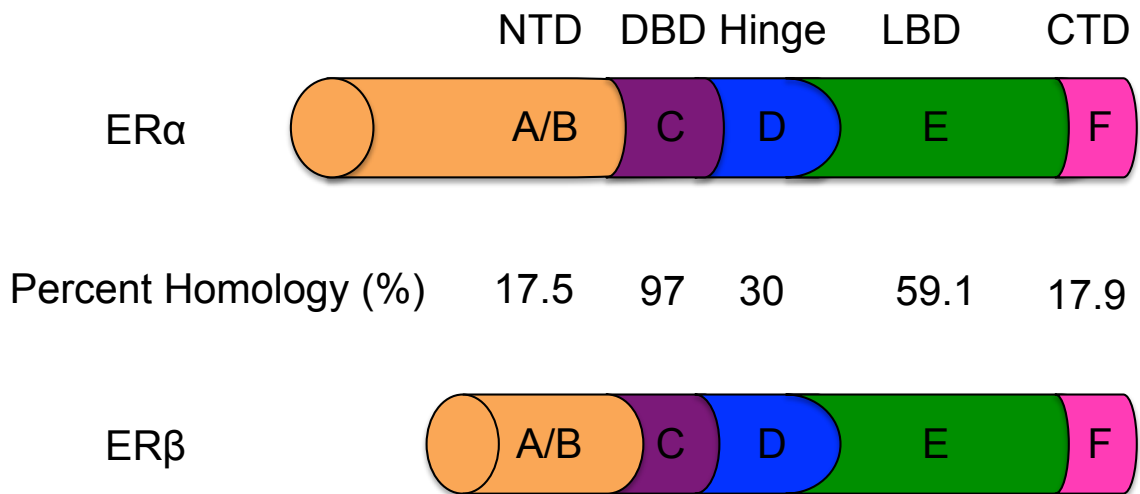 NTD DBD Hinge LBD CTD
ERα A/B C D E F
Percent Homology (%) 17.5 97 30 59.1 17.9
ERβ A/B C D E F